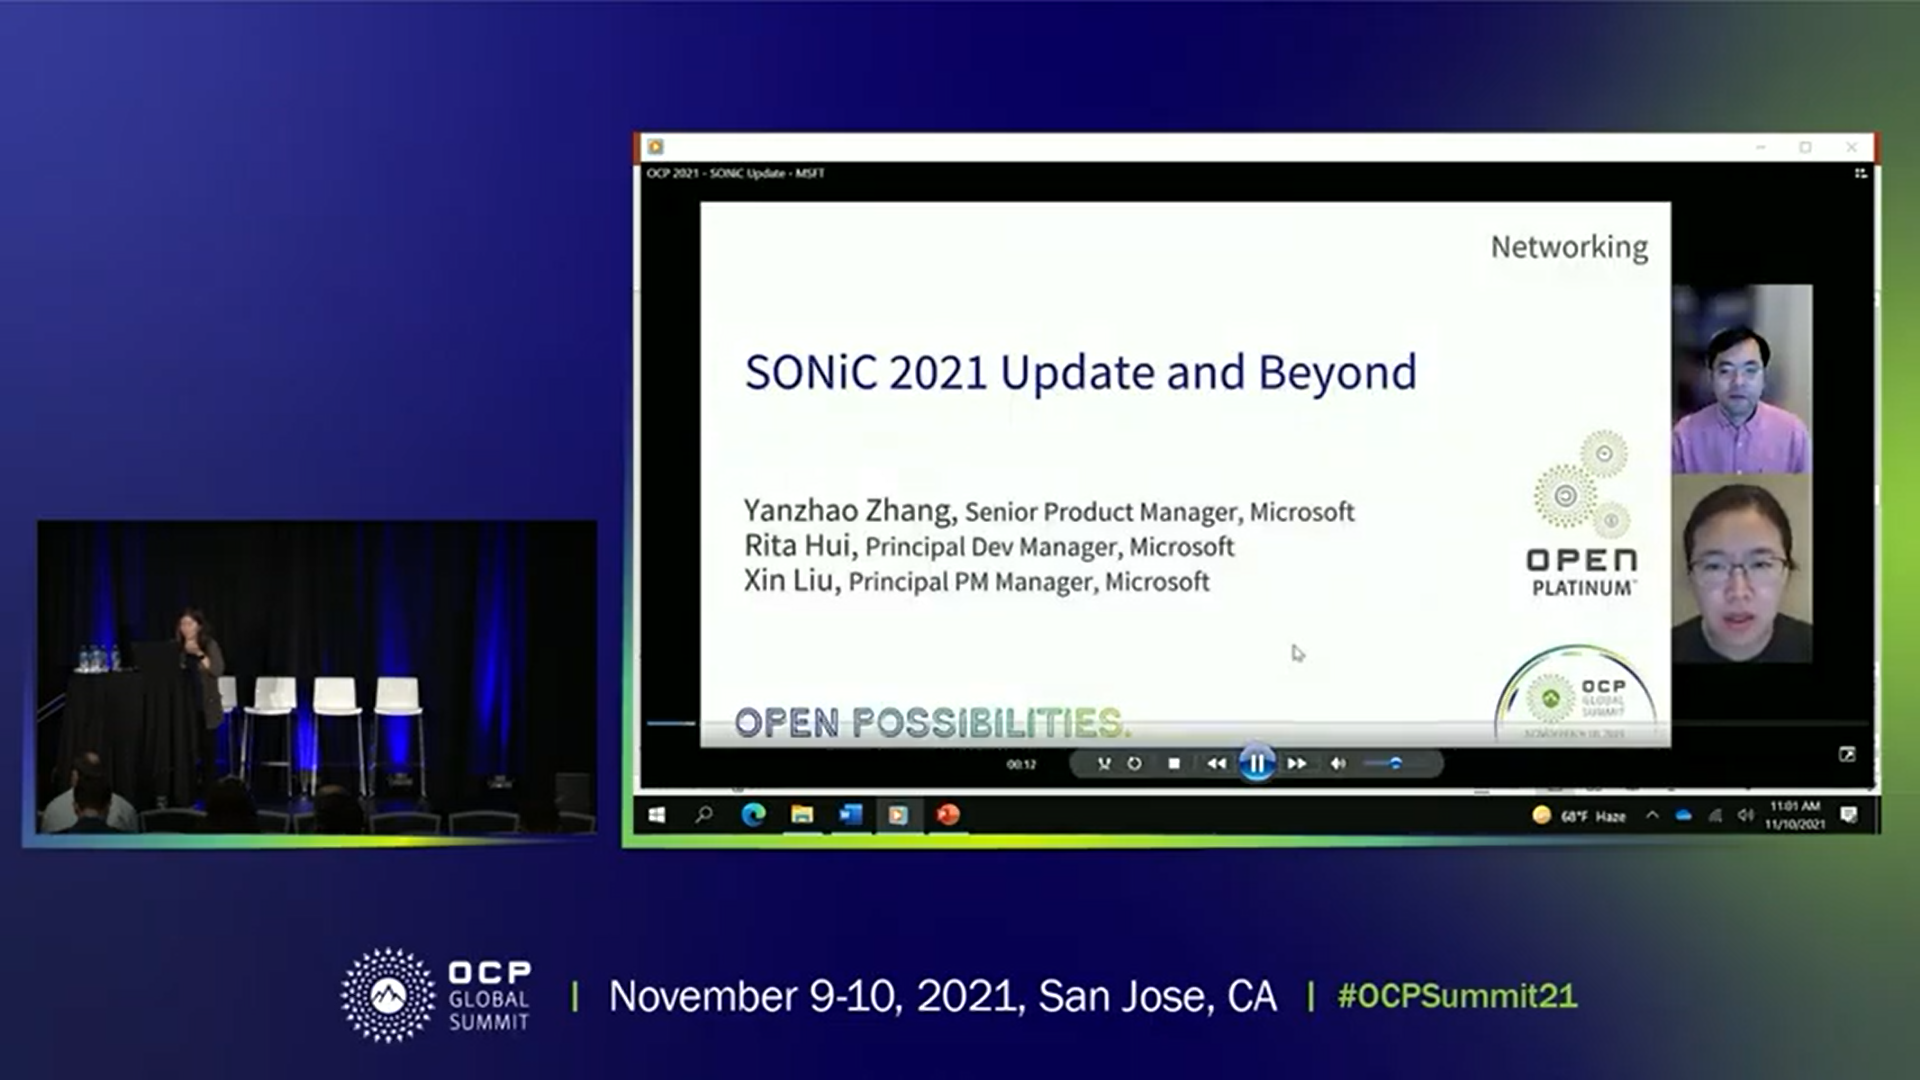 OCP 2021 - SONiC Update - MSFT
Networking
SONiC 2021 Update and Beyond
Yanzhao Zhang, Senior Product Manager, Microsoft
Rita Hui, Principal Dev Manager, Microsoft
Xin Liu, Principal PM Manager, Microsoft
OPEN
PLATINUM™
OCP
GLOBAL
SUMMIT
OPEN POSSIBILITIES.
00:12
68°F Haze
11:01 AM
11/10/2021
OCP
GLOBAL
SUMMIT
November 9-10, 2021, San Jose, CA
#OCPSummit21